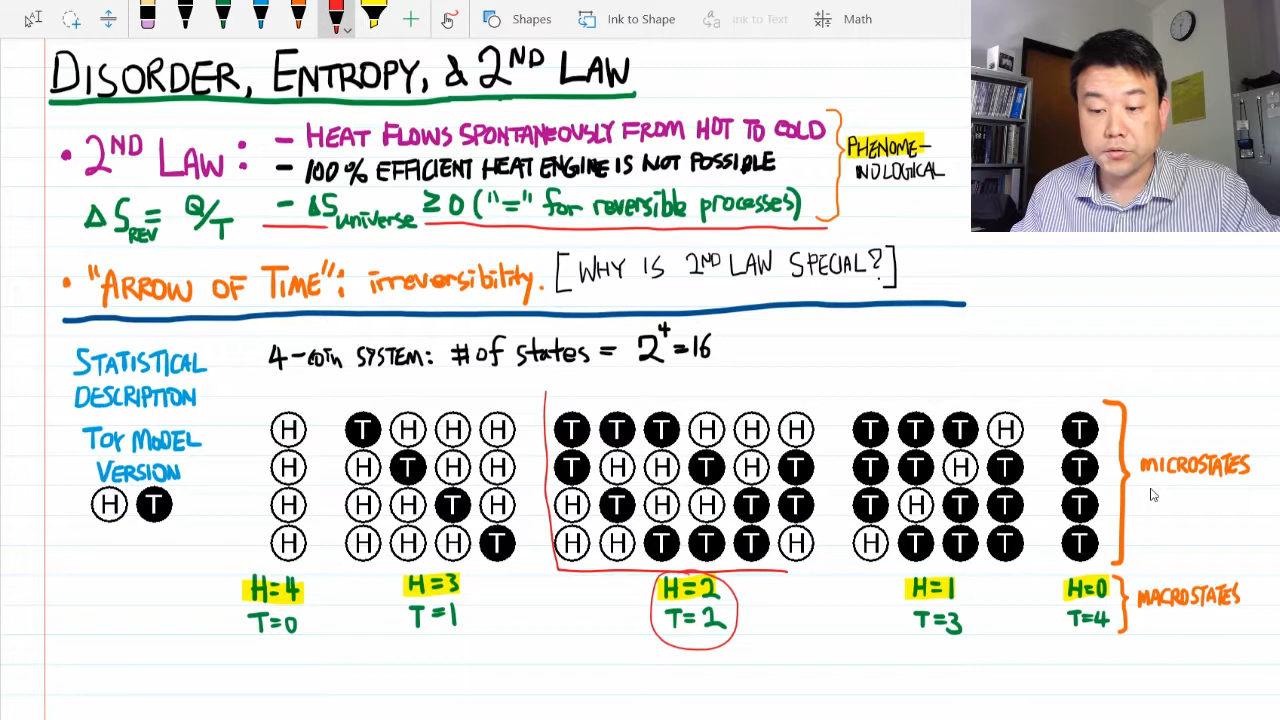 Shapes
Ink to Shape
Ink to Text
Math
DISORDER, ENTROPY, & 2ND LAW
• 2ND LAW: – HEAT FLOWS SPONTANEOUSLY FROM HOT TO COLD
– 100% EFFICIENT HEAT ENGINE IS NOT POSSIBLE
ΔS_REV = Q/T – ΔS_universe ≥ 0 ("=" for reversible processes)
PHENOME-
NOLOGICAL
• "ARROW OF TIME": irreversibility. [WHY IS 2ND LAW SPECIAL?]
STATISTICAL
DESCRIPTION
TOY MODEL
VERSION
H T
4-coin SYSTEM: # of states = 2^4 = 16
H T H H H T T T H H H T T T H T
H H T H H T H H T H T T T H T T
H H H T H H T H H T T T H T T T
H H H H T H H T T T H H T T T T
MICROSTATES
H=4 H=3 H=2 H=1 H=0
T=0 T=1 T=2 T=3 T=4
MACROSTATES